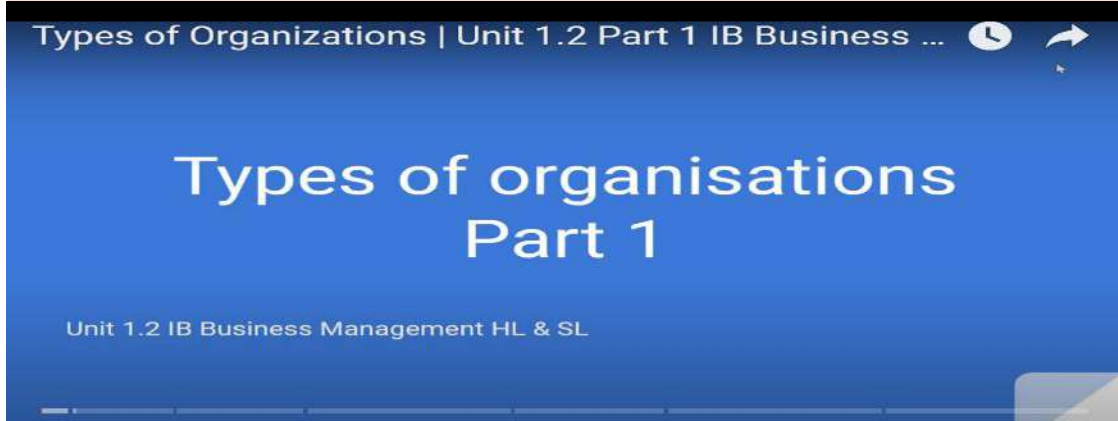 Types of Organizations | Unit 1.2 Part 1 IB Business ...
Types of organisations
Part 1
Unit 1.2 IB Business Management HL & SL